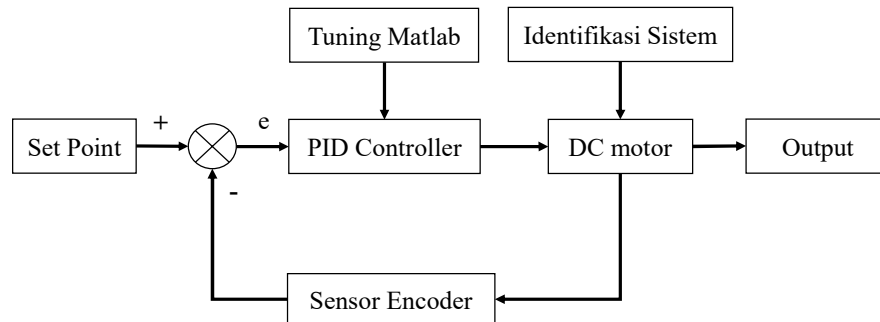 Tuning Matlab
Identifikasi Sistem
+
e
Set Point
PID Controller
DC motor
Output
-
Sensor Encoder